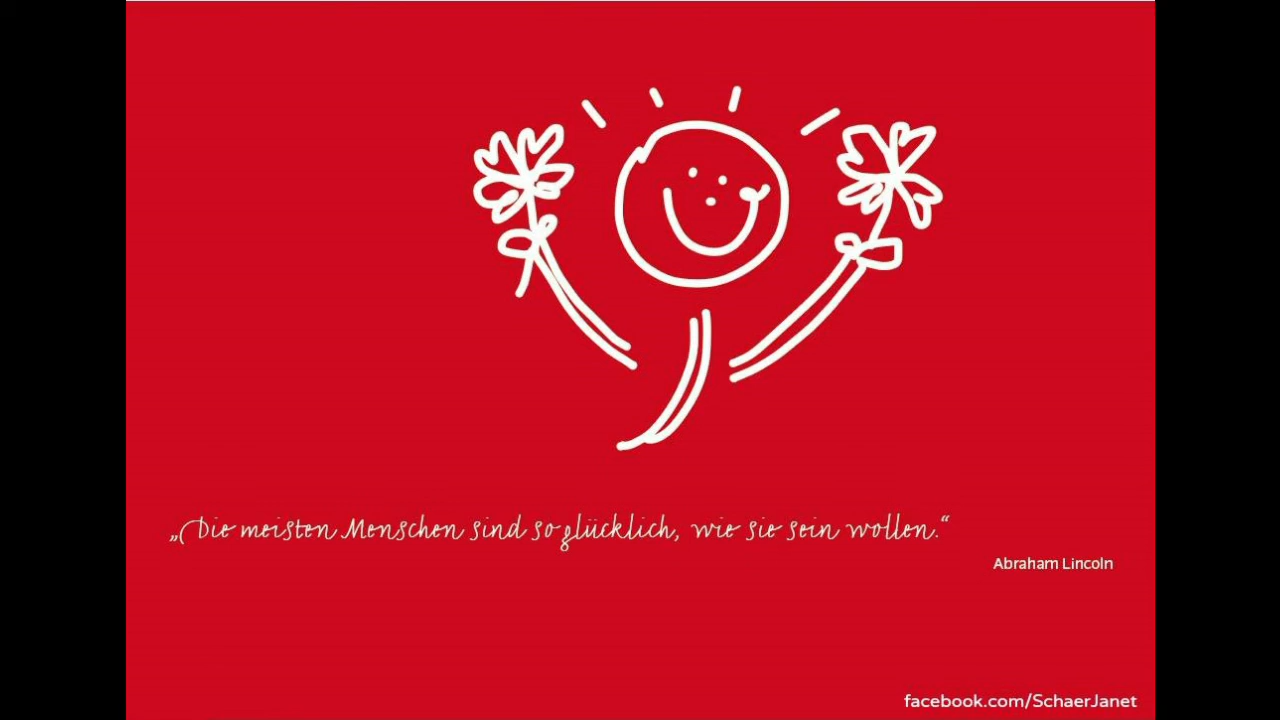 „Die meisten Menschen sind so glücklich, wie sie sein wollen.“
Abraham Lincoln
facebook.com/SchaerJanet